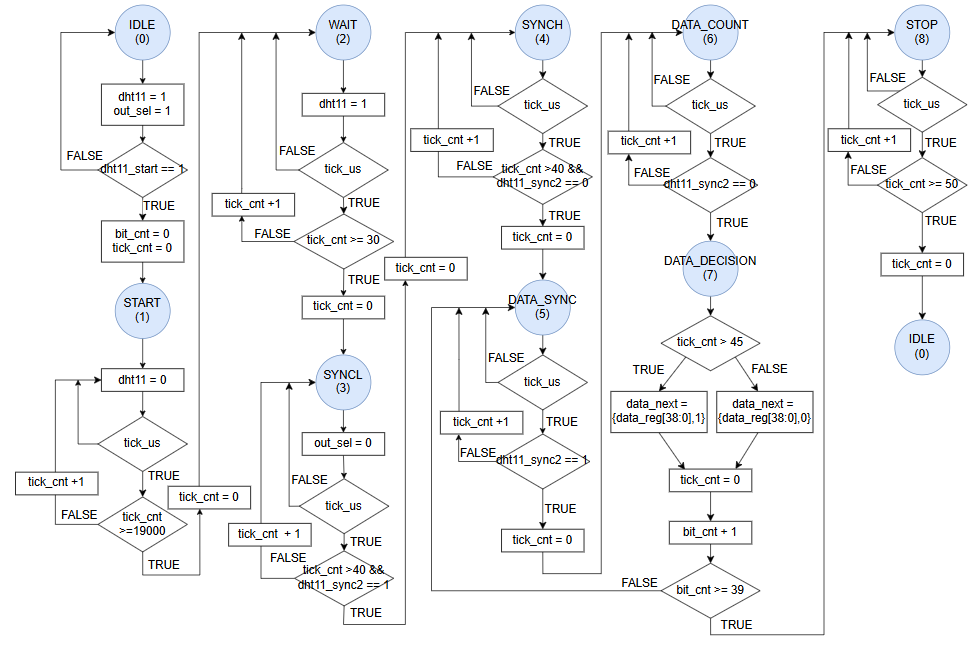 IDLE
(0)
dht11 = 1
out_sel = 1
FALSE
dht11_start == 1
TRUE
bit_cnt = 0
tick_cnt = 0
START
(1)
dht11 = 0
tick_us
TRUE
tick_cnt +1
FALSE
tick_cnt
>=19000
TRUE
tick_cnt = 0
WAIT
(2)
dht11 = 1
FALSE
tick_us
TRUE
tick_cnt +1
FALSE
tick_cnt >= 30
TRUE
tick_cnt = 0
SYNCL
(3)
out_sel = 0
FALSE
tick_us
TRUE
tick_cnt + 1
FALSE
tick_cnt >40 &&
dht11_sync2 == 1
TRUE
tick_cnt = 0
SYNCH
(4)
FALSE
tick_us
TRUE
tick_cnt +1
FALSE
tick_cnt >40 &&
dht11_sync2 == 0
TRUE
tick_cnt = 0
DATA_SYNC
(5)
FALSE
tick_us
TRUE
tick_cnt +1
FALSE
dht11_sync2 == 1
TRUE
tick_cnt = 0
DATA_COUNT
(6)
FALSE
tick_us
TRUE
tick_cnt +1
FALSE
dht11_sync2 == 0
TRUE
DATA_DECISION
(7)
tick_cnt > 45
TRUE
FALSE
data_next =
{data_reg[38:0],1}
data_next =
{data_reg[38:0],0}
tick_cnt = 0
bit_cnt + 1
FALSE
bit_cnt >= 39
TRUE
STOP
(8)
FALSE
tick_us
TRUE
tick_cnt +1
FALSE
tick_cnt >= 50
TRUE
tick_cnt = 0
IDLE
(0)